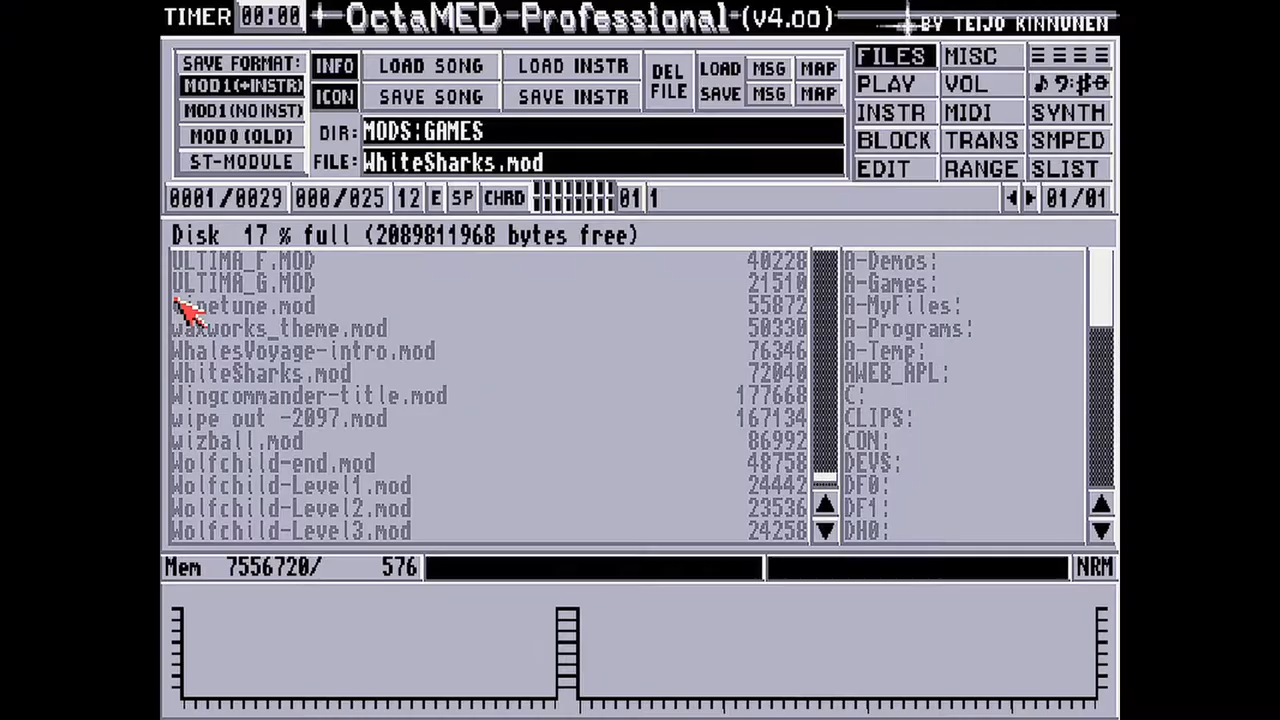 TIMER 00:00 OctaMED-Professional (v4.00) BY TEIJO KINNUNEN
SAVE FORMAT: INFO LOAD SONG LOAD INSTR DEL FILE LOAD MSG MAP FILES MISC
MOD1(+INSTR) ICON SAVE SONG SAVE INSTR SAVE MSG MAP PLAY VOL
MOD1(NO INST) DIR: MODS:GAMES INSTR MIDI SYNTH
MOD0 (OLD) BLOCK TRANS SMPED
ST-MODULE FILE: WhiteSharks.mod EDIT RANGE SLIST
0001/0029 000/025 12 E SP CHRD 01 1 01/01
Disk 17 % full (2089811968 bytes free)
ULTIMA_F.MOD 40228 A-Demos:
ULTIMA_G.MOD 21510 A-Games:
netune.mod 55872 A-MyFiles:
waxworks_theme.mod 50330 A-Programs:
WhalesVoyage-intro.mod 76346 A-Temp:
WhiteSharks.mod 72040 AWEB_APL:
Wingcommander-title.mod 177668 C:
wipe out -2097.mod 167134 CLIPS:
wizball.mod 86992 CON:
Wolfchild-end.mod 48758 DEVS:
Wolfchild-Level1.mod 24442 DF0:
Wolfchild-Level2.mod 23536 DF1:
Wolfchild-Level3.mod 24258 DH0:
Mem 7556720/ 576 NRM